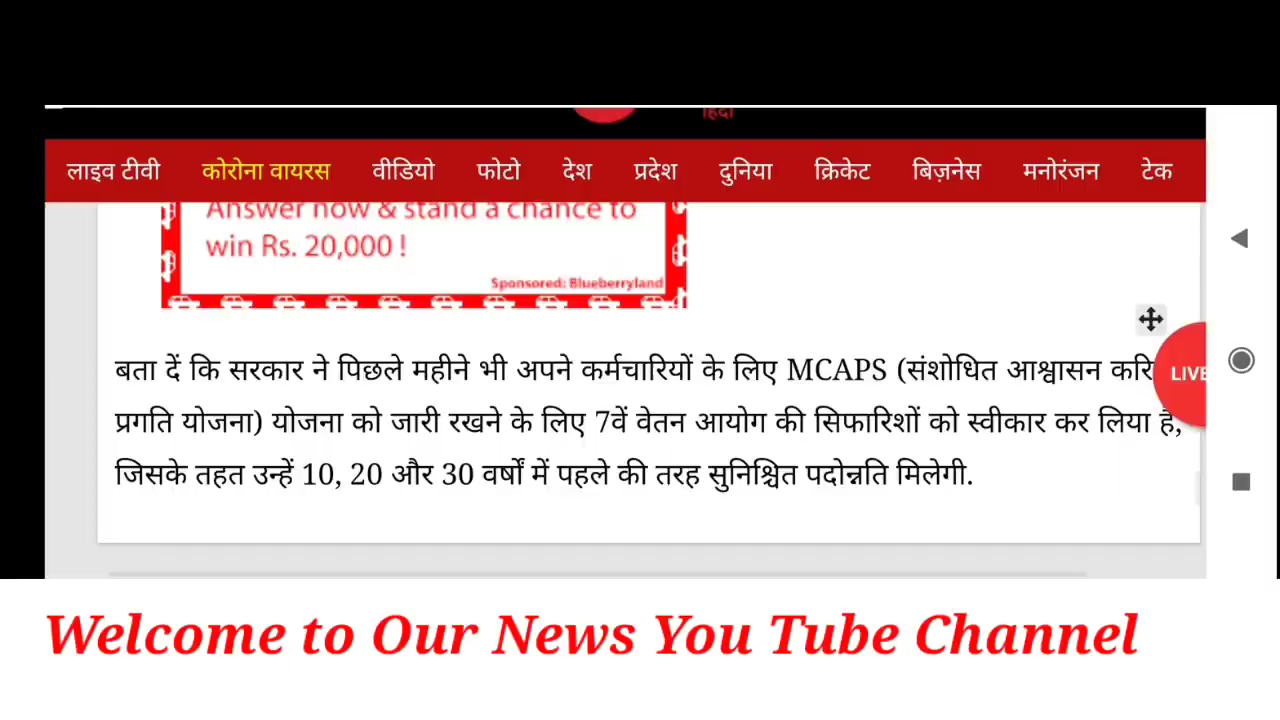 हिंदी
लाइव टीवी कोरोना वायरस वीडियो फोटो देश प्रदेश दुनिया क्रिकेट बिज़नेस मनोरंजन टेक
Answer now & stand a chance to
win Rs. 20,000 !
Sponsored: Blueberryland
बता दें कि सरकार ने पिछले महीने भी अपने कर्मचारियों के लिए MCAPS (संशोधित आश्वासन करि
LIVE
प्रगति योजना) योजना को जारी रखने के लिए 7वें वेतन आयोग की सिफारिशों को स्वीकार कर लिया है,
जिसके तहत उन्हें 10, 20 और 30 वर्षों में पहले की तरह सुनिश्चित पदोन्नति मिलेगी.
Welcome to Our News You Tube Channel